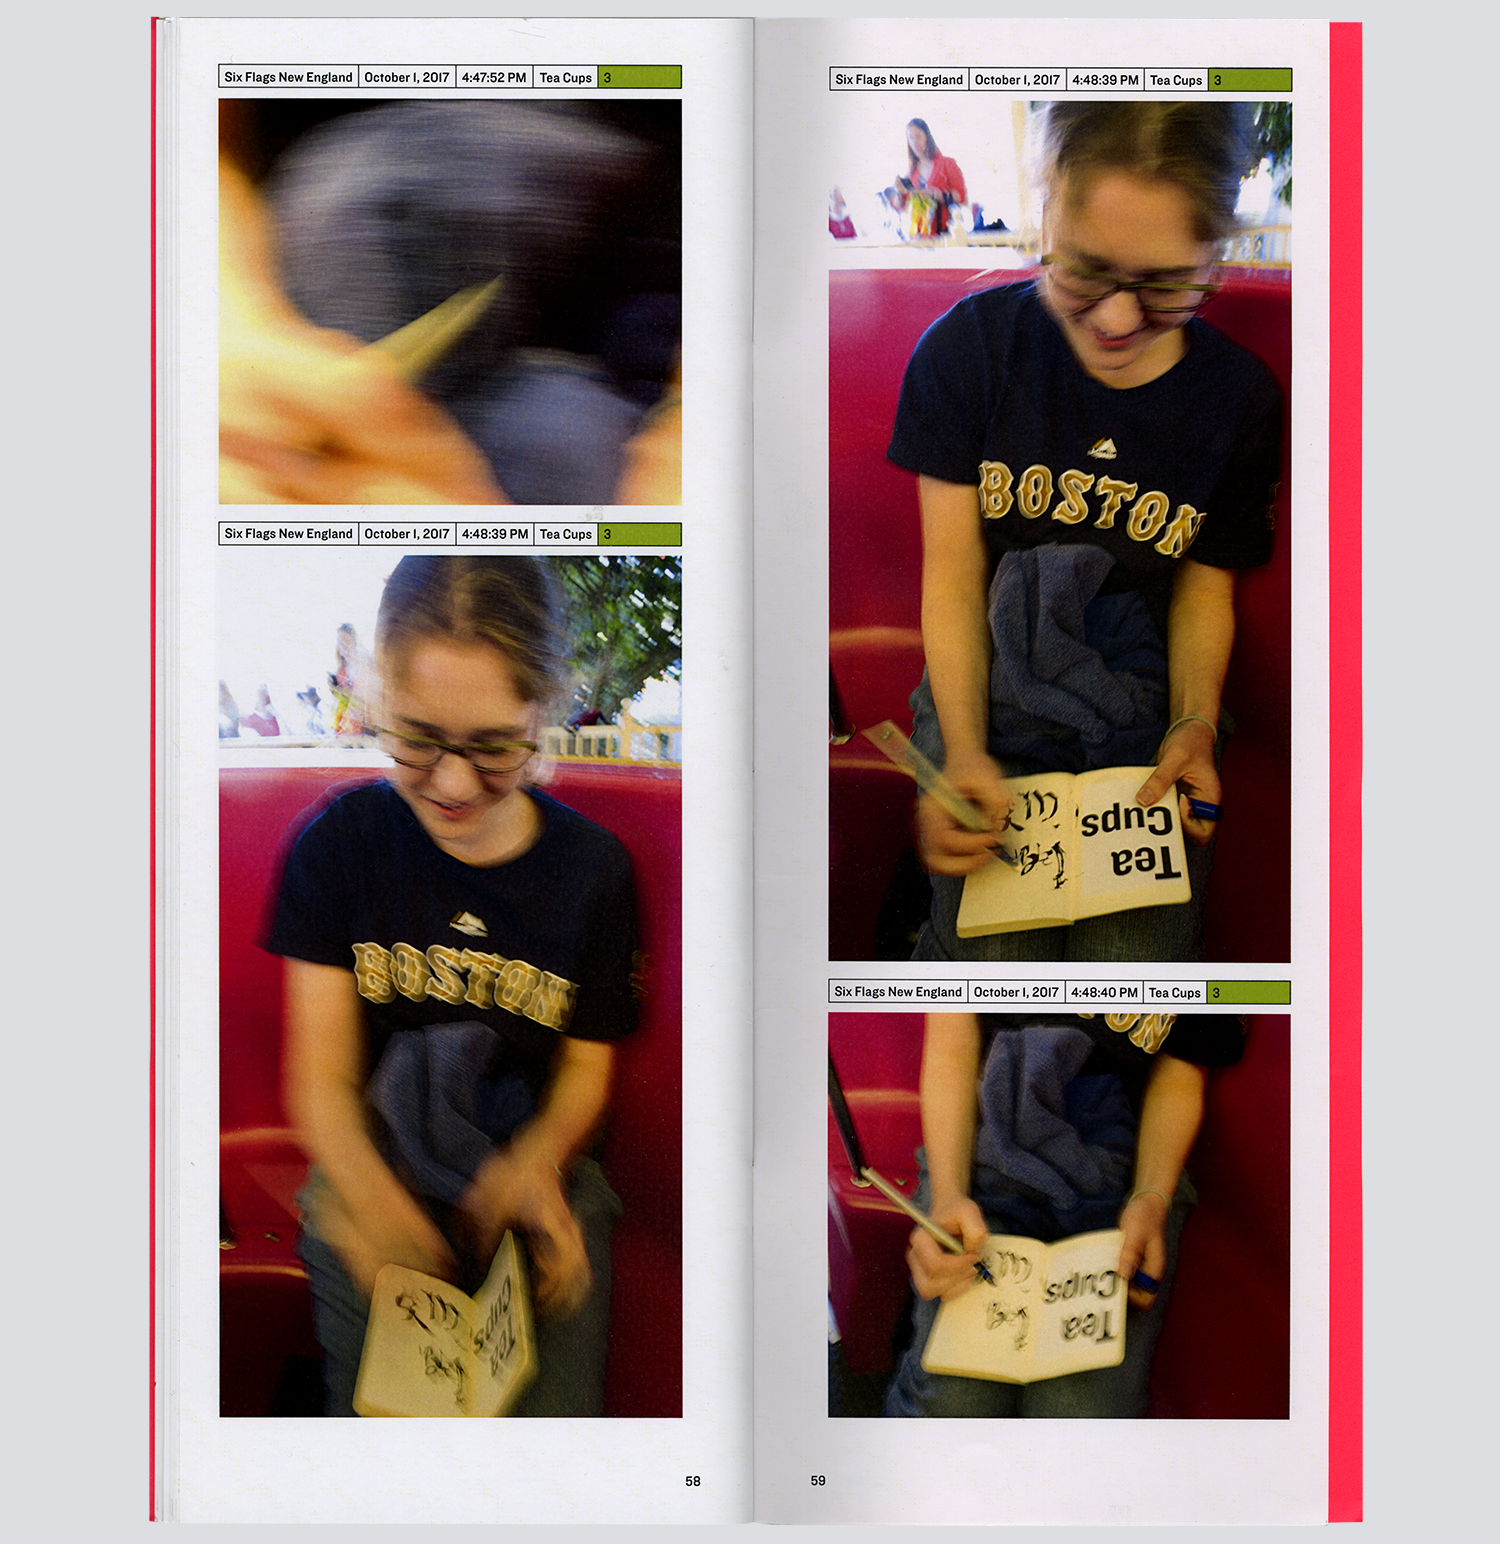 Six Flags New England October 1, 2017 4:47:52 PM Tea Cups 3
Six Flags New England October 1, 2017 4:48:39 PM Tea Cups 3
BOSTON
Cups
Tea
58
Six Flags New England October 1, 2017 4:48:39 PM Tea Cups 3
BOSTON
Tea
Cups
Six Flags New England October 1, 2017 4:48:40 PM Tea Cups 3
TON
Tea
Cups
59